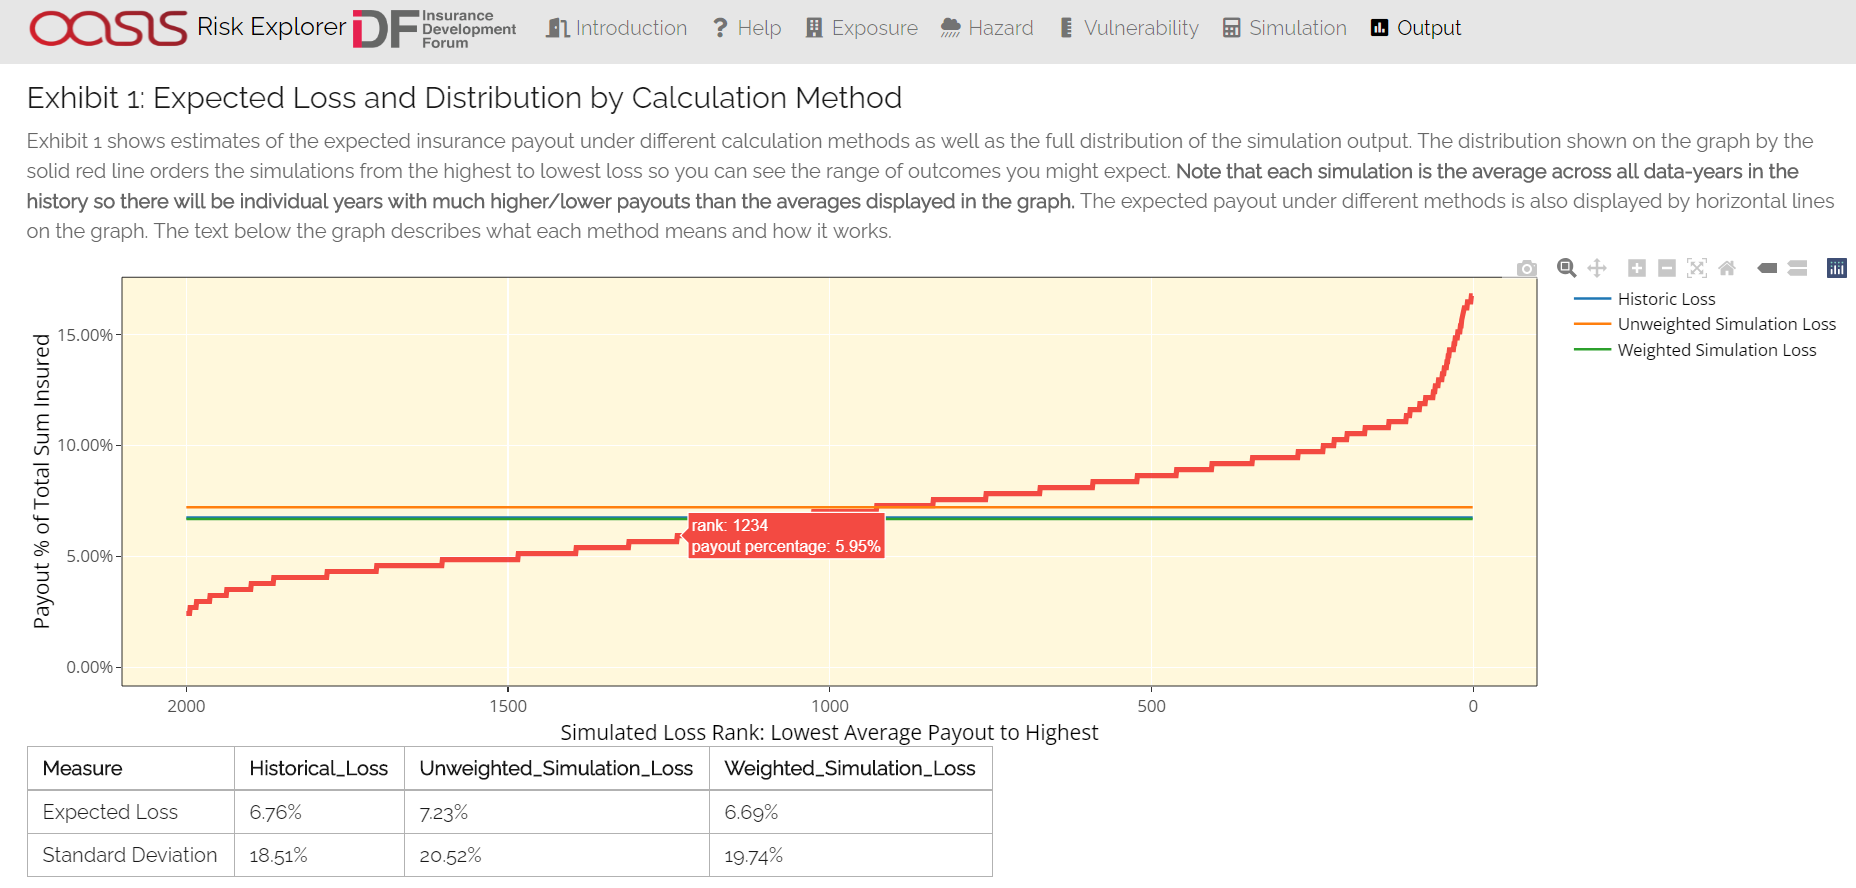 OASIS Risk Explorer IDF Insurance Development Forum Introduction Help Exposure Hazard Vulnerability Simulation Output
Exhibit 1: Expected Loss and Distribution by Calculation Method
Exhibit 1 shows estimates of the expected insurance payout under different calculation methods as well as the full distribution of the simulation output. The distribution shown on the graph by the
solid red line orders the simulations from the highest to lowest loss so you can see the range of outcomes you might expect. Note that each simulation is the average across all data-years in the
history so there will be individual years with much higher/lower payouts than the averages displayed in the graph. The expected payout under different methods is also displayed by horizontal lines
on the graph. The text below the graph describes what each method means and how it works.
Historic Loss
Unweighted Simulation Loss
Weighted Simulation Loss
Payout % of Total Sum Insured
15.00%
10.00%
5.00%
0.00%
rank: 1234
payout percentage: 5.95%
2000 1500 1000 500 0
Simulated Loss Rank: Lowest Average Payout to Highest
Measure Historical_Loss Unweighted_Simulation_Loss Weighted_Simulation_Loss
Expected Loss 6.76% 7.23% 6.69%
Standard Deviation 18.51% 20.52% 19.74%